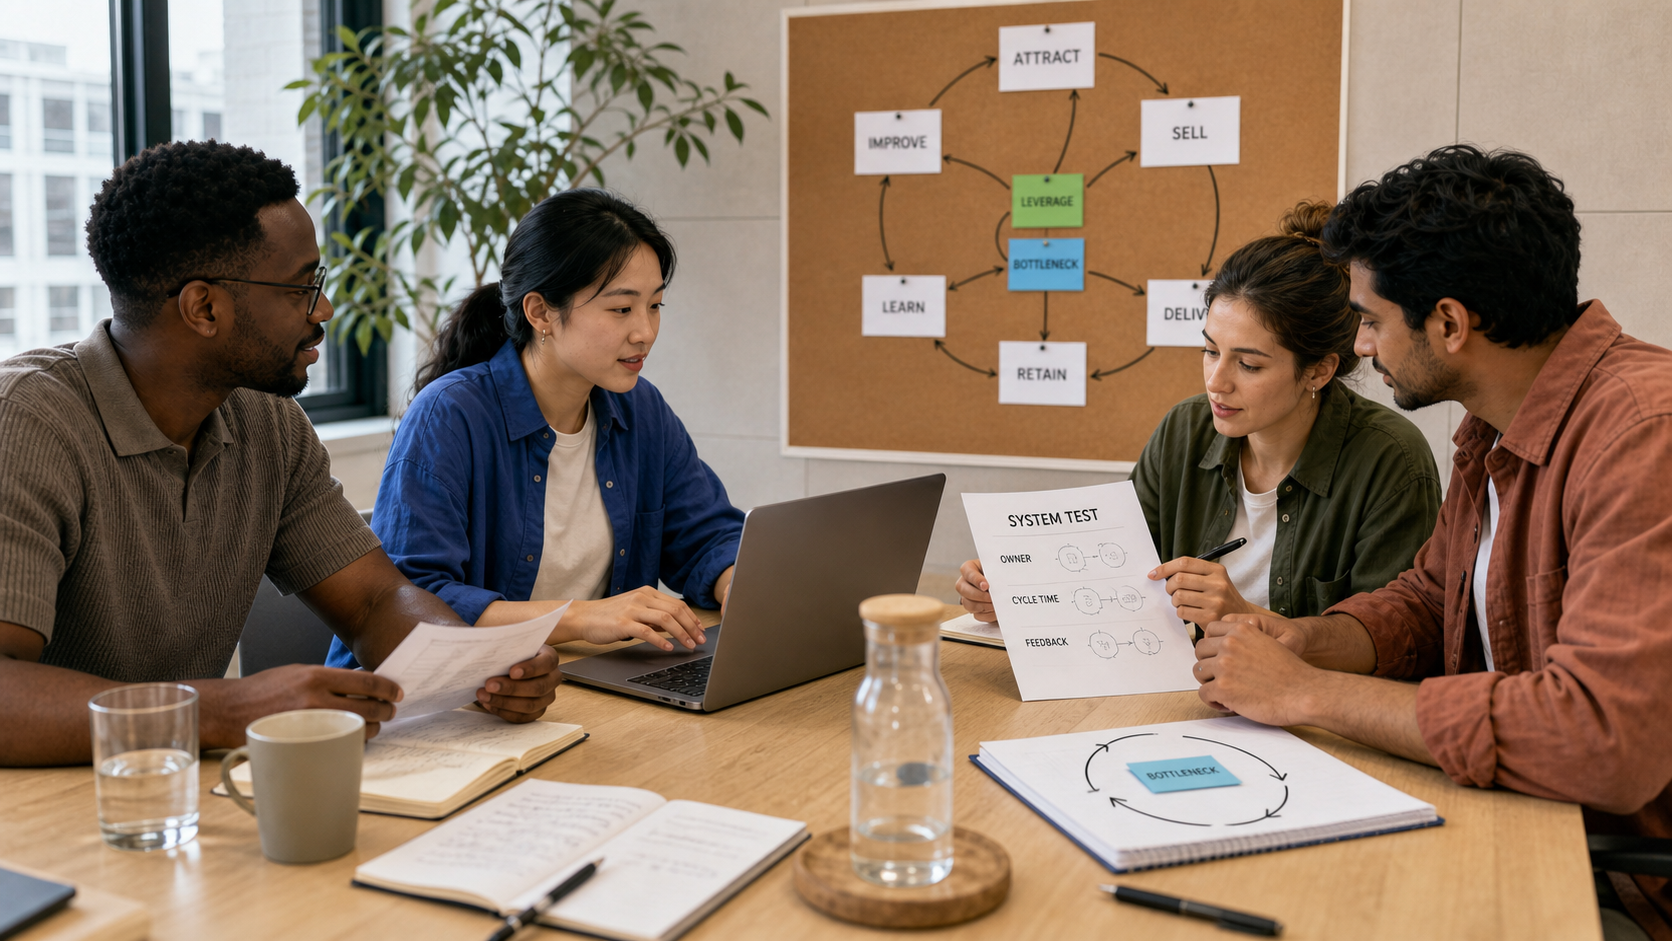 ATTRACT
SELL
IMPROVE
LEVERAGE
BOTTLENECK
LEARN
DELIV
RETAIN
SYSTEM TEST
OWNER
CYCLE TIME
FEEDBACK
BOTTLENECK